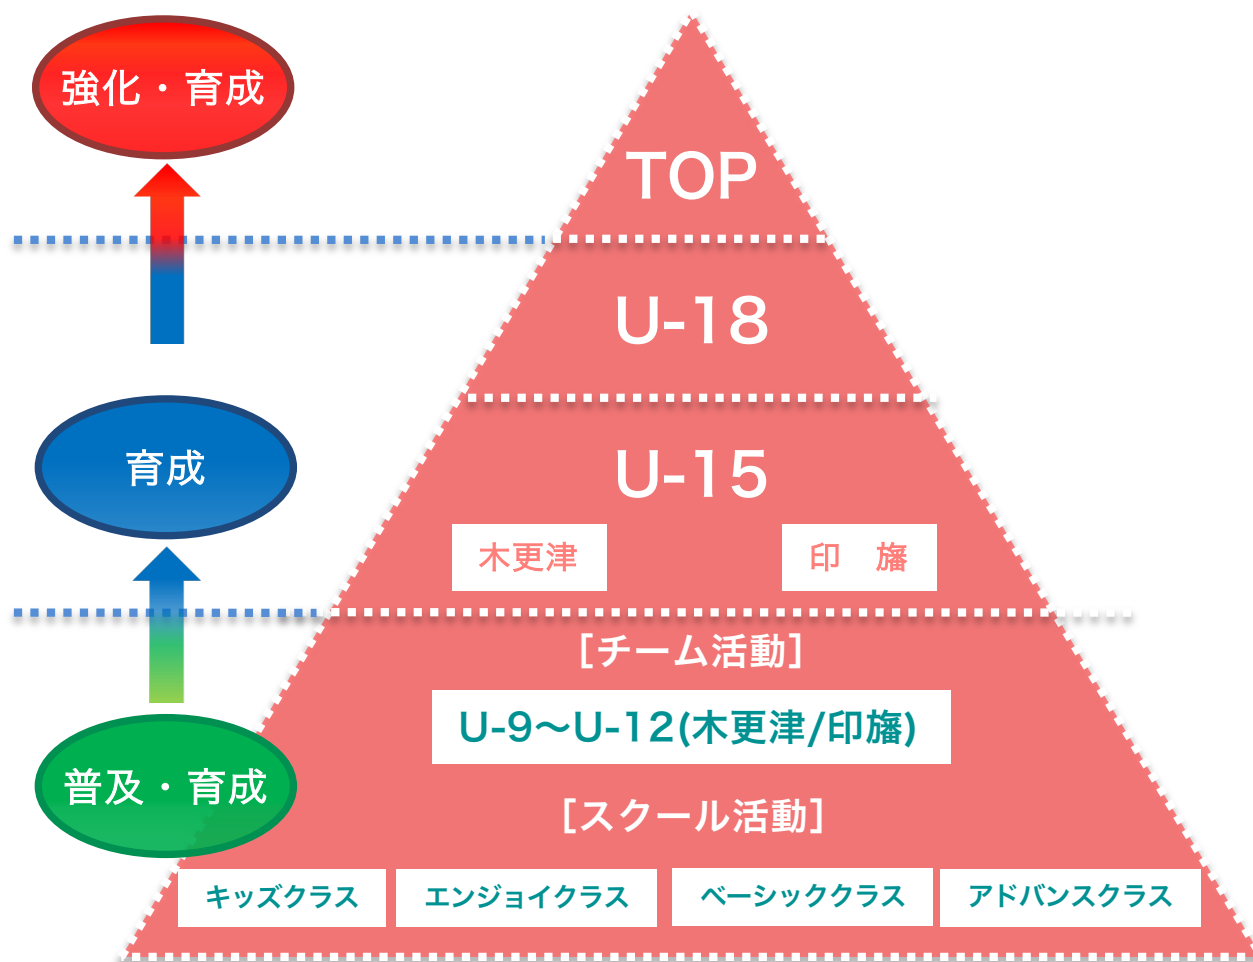 強化・育成
TOP
U-18
育成
U-15
木更津
印　旛
[チーム活動]
U-9〜U-12(木更津/印旛)
普及・育成
[スクール活動]
キッズクラス
エンジョイクラス
ベーシッククラス
アドバンスクラス